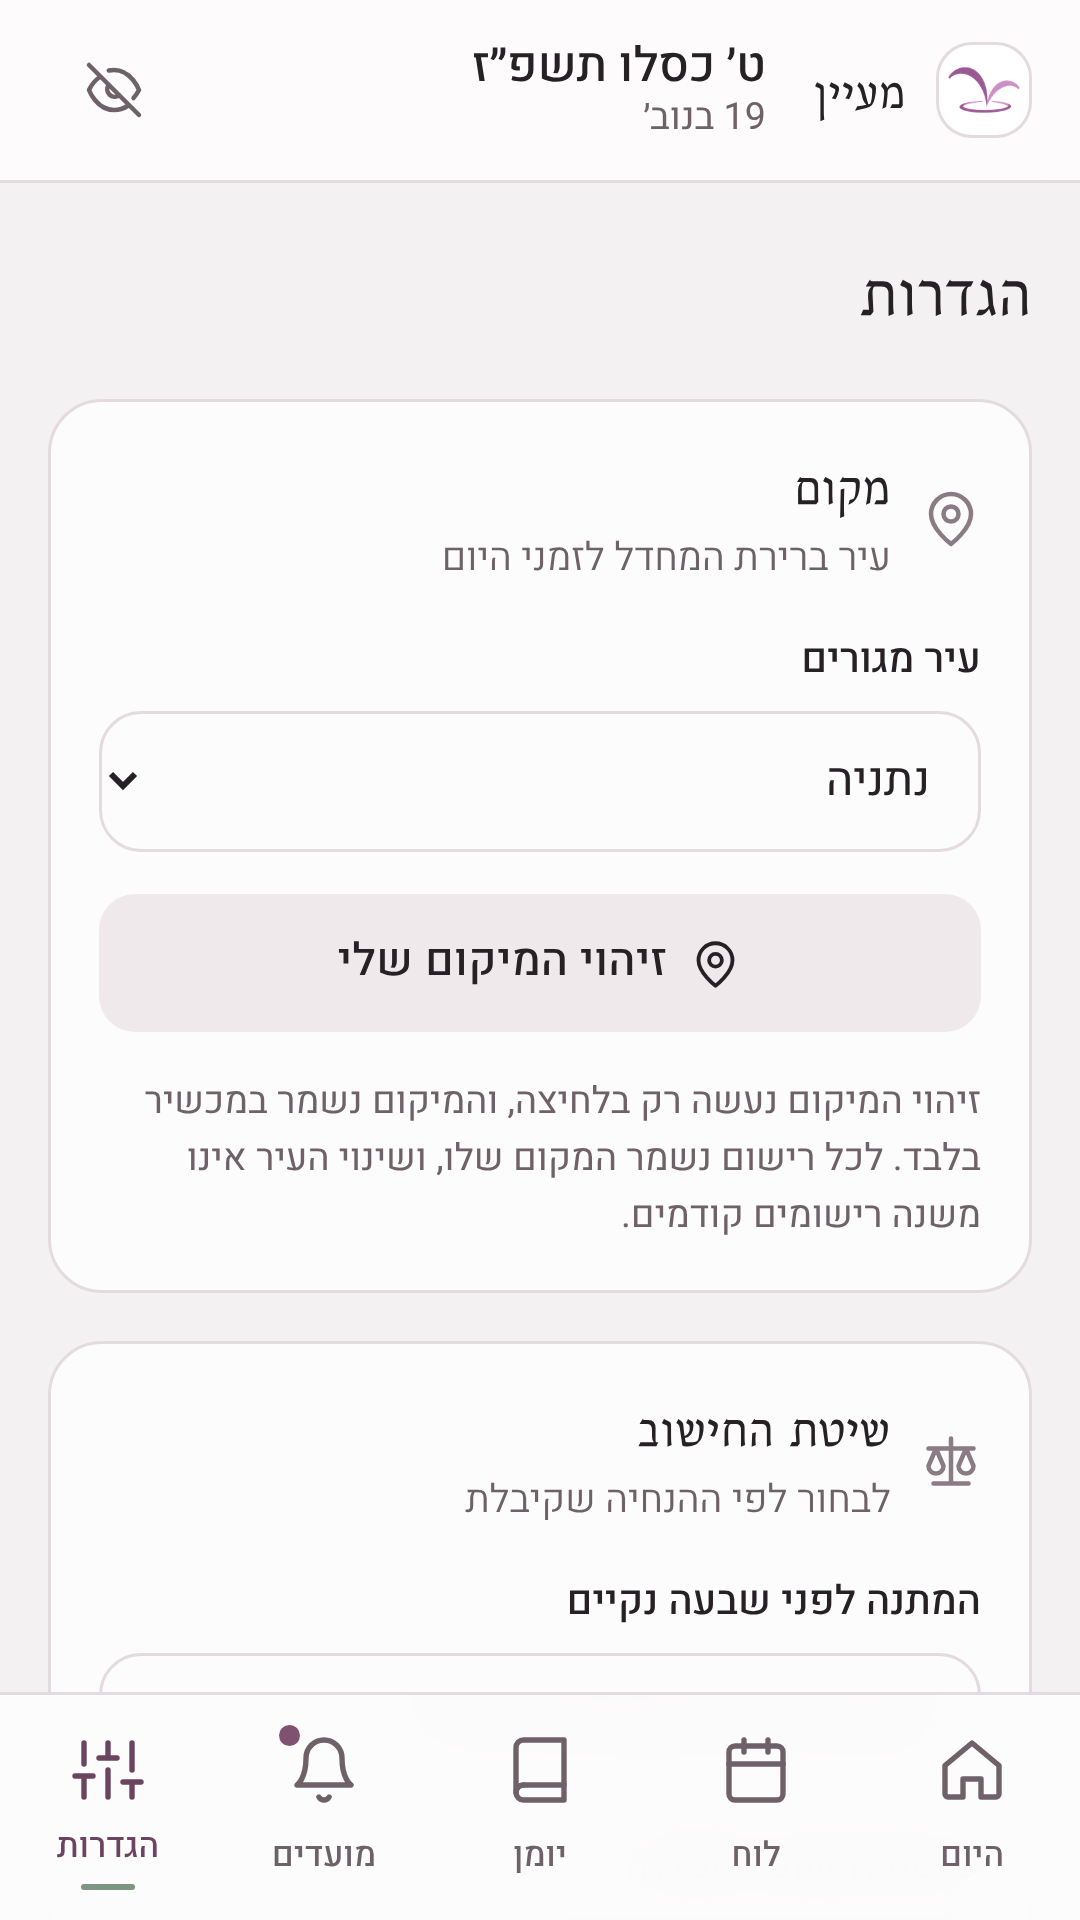 מעיין
ט׳ כסלו תשפ״ז
19 בנוב׳
הגדרות
מקום
עיר ברירת המחדל לזמני היום
עיר מגורים
נתניה
זיהוי המיקום שלי
זיהוי המיקום נעשה רק בלחיצה, והמיקום נשמר במכשיר
בלבד. לכל רישום נשמר המקום שלו, ושינוי העיר אינו
משנה רישומים קודמים.
שיטת החישוב
לבחור לפי ההנחיה שקיבלת
המתנה לפני שבעה נקיים
היום
לוח
יומן
מועדים
הגדרות